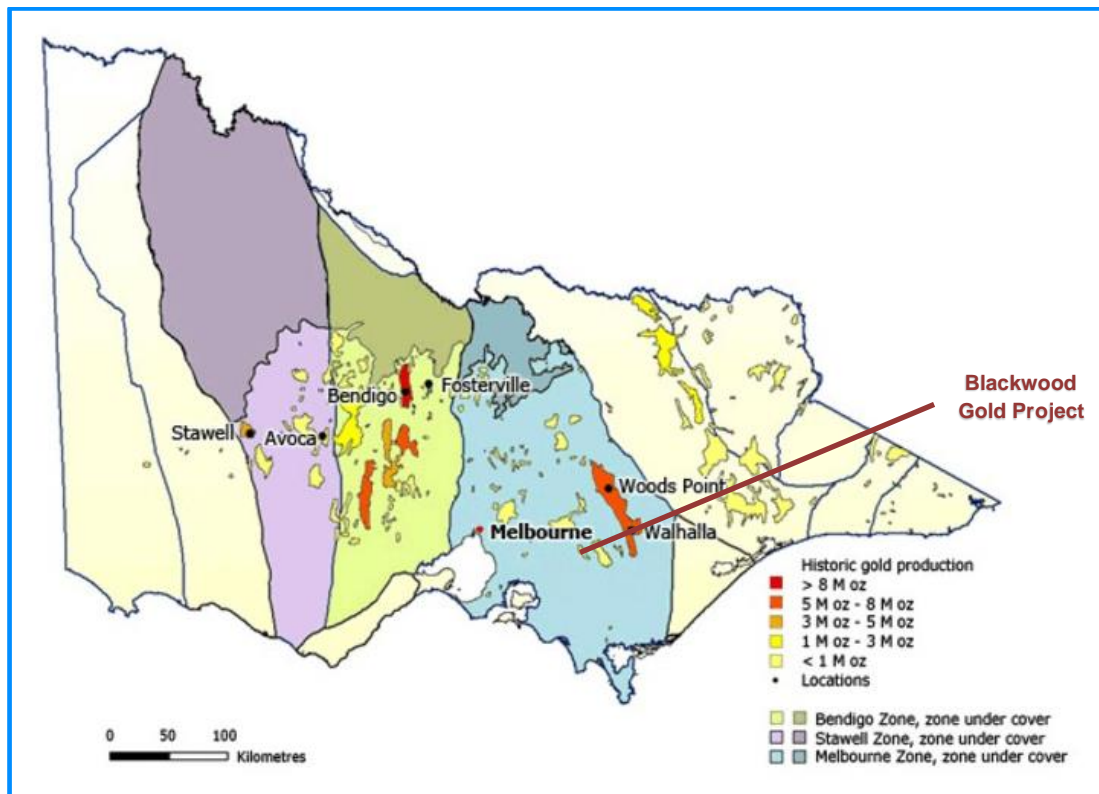 Blackwood
Gold Project
Bendigo
Fosterville
Stawell
Avoca
Woods Point
Melbourne
Walhalla
Historic gold production
> 8 M oz
5 M oz - 8 M oz
3 M oz - 5 M oz
1 M oz - 3 M oz
< 1 M oz
Locations
0 50 100
Kilometres
Bendigo Zone, zone under cover
Stawell Zone, zone under cover
Melbourne Zone, zone under cover